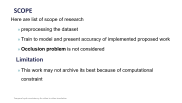 SCOPE
Here are list of scope of research
- preprocessing the dataset
- Train to model and present accuracy of implemented proposed work
- Occlusion problem is not considered
Limitation
- This work may not archive its best because of computational
constraint